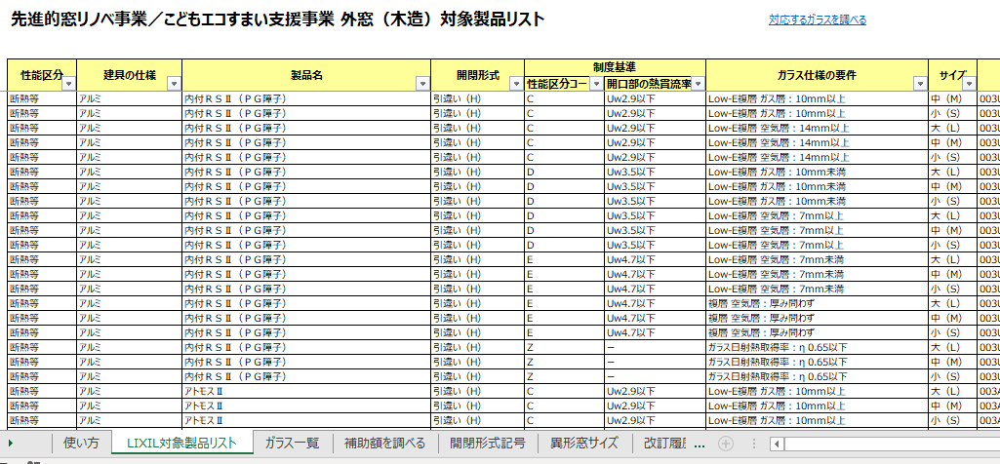 先進的窓リノベ事業／こどもエコすまい支援事業 外窓（木造）対象製品リスト 対応するガラスを調べる
性能区分 建具の仕様 製品名 開閉形式 制度基準 ガラス仕様の要件 サイズ
性能区分コー 開口部の熱貫流率
断熱等 アルミ 内付ＲＳⅡ（ＰＧ障子） 引違い（H） C Uw2.9以下 Low-E複層 ガス層：10mm以上 中（M） 003U
断熱等 アルミ 内付ＲＳⅡ（ＰＧ障子） 引違い（H） C Uw2.9以下 Low-E複層 ガス層：10mm以上 小（S） 003U
断熱等 アルミ 内付ＲＳⅡ（ＰＧ障子） 引違い（H） C Uw2.9以下 Low-E複層 空気層：14mm以上 大（L） 003U
断熱等 アルミ 内付ＲＳⅡ（ＰＧ障子） 引違い（H） C Uw2.9以下 Low-E複層 空気層：14mm以上 中（M） 003U
断熱等 アルミ 内付ＲＳⅡ（ＰＧ障子） 引違い（H） C Uw2.9以下 Low-E複層 空気層：14mm以上 小（S） 003U
断熱等 アルミ 内付ＲＳⅡ（ＰＧ障子） 引違い（H） D Uw3.5以下 Low-E複層 ガス層：10mm未満 大（L） 003U
断熱等 アルミ 内付ＲＳⅡ（ＰＧ障子） 引違い（H） D Uw3.5以下 Low-E複層 ガス層：10mm未満 中（M） 003U
断熱等 アルミ 内付ＲＳⅡ（ＰＧ障子） 引違い（H） D Uw3.5以下 Low-E複層 ガス層：10mm未満 小（S） 003U
断熱等 アルミ 内付ＲＳⅡ（ＰＧ障子） 引違い（H） D Uw3.5以下 Low-E複層 空気層：7mm以上 大（L） 003U
断熱等 アルミ 内付ＲＳⅡ（ＰＧ障子） 引違い（H） D Uw3.5以下 Low-E複層 空気層：7mm以上 中（M） 003U
断熱等 アルミ 内付ＲＳⅡ（ＰＧ障子） 引違い（H） D Uw3.5以下 Low-E複層 空気層：7mm以上 小（S） 003U
断熱等 アルミ 内付ＲＳⅡ（ＰＧ障子） 引違い（H） E Uw4.7以下 Low-E複層 空気層：7mm未満 大（L） 003U
断熱等 アルミ 内付ＲＳⅡ（ＰＧ障子） 引違い（H） E Uw4.7以下 Low-E複層 空気層：7mm未満 中（M） 003U
断熱等 アルミ 内付ＲＳⅡ（ＰＧ障子） 引違い（H） E Uw4.7以下 Low-E複層 空気層：7mm未満 小（S） 003U
断熱等 アルミ 内付ＲＳⅡ（ＰＧ障子） 引違い（H） E Uw4.7以下 複層 空気層：厚み問わず 大（L） 003U
断熱等 アルミ 内付ＲＳⅡ（ＰＧ障子） 引違い（H） E Uw4.7以下 複層 空気層：厚み問わず 中（M） 003U
断熱等 アルミ 内付ＲＳⅡ（ＰＧ障子） 引違い（H） E Uw4.7以下 複層 空気層：厚み問わず 小（S） 003U
断熱等 アルミ 内付ＲＳⅡ（ＰＧ障子） 引違い（H） Z － ガラス日射熱取得率：η 0.65以下 大（L） 003U
断熱等 アルミ 内付ＲＳⅡ（ＰＧ障子） 引違い（H） Z － ガラス日射熱取得率：η 0.65以下 中（M） 003U
断熱等 アルミ 内付ＲＳⅡ（ＰＧ障子） 引違い（H） Z － ガラス日射熱取得率：η 0.65以下 小（S） 003U
断熱等 アルミ アトモスⅡ 引違い（H） C Uw2.9以下 Low-E複層 ガス層：10mm以上 大（L） 003A
断熱等 アルミ アトモスⅡ 引違い（H） C Uw2.9以下 Low-E複層 ガス層：10mm以上 中（M） 003A
断熱等 アルミ アトモスⅡ 引違い（H） C Uw2.9以下 Low-E複層 ガス層：10mm以上 小（S） 003A
使い方 LIXIL対象製品リスト ガラス一覧 補助額を調べる 開閉形式記号 異形窓サイズ 改訂履 ...